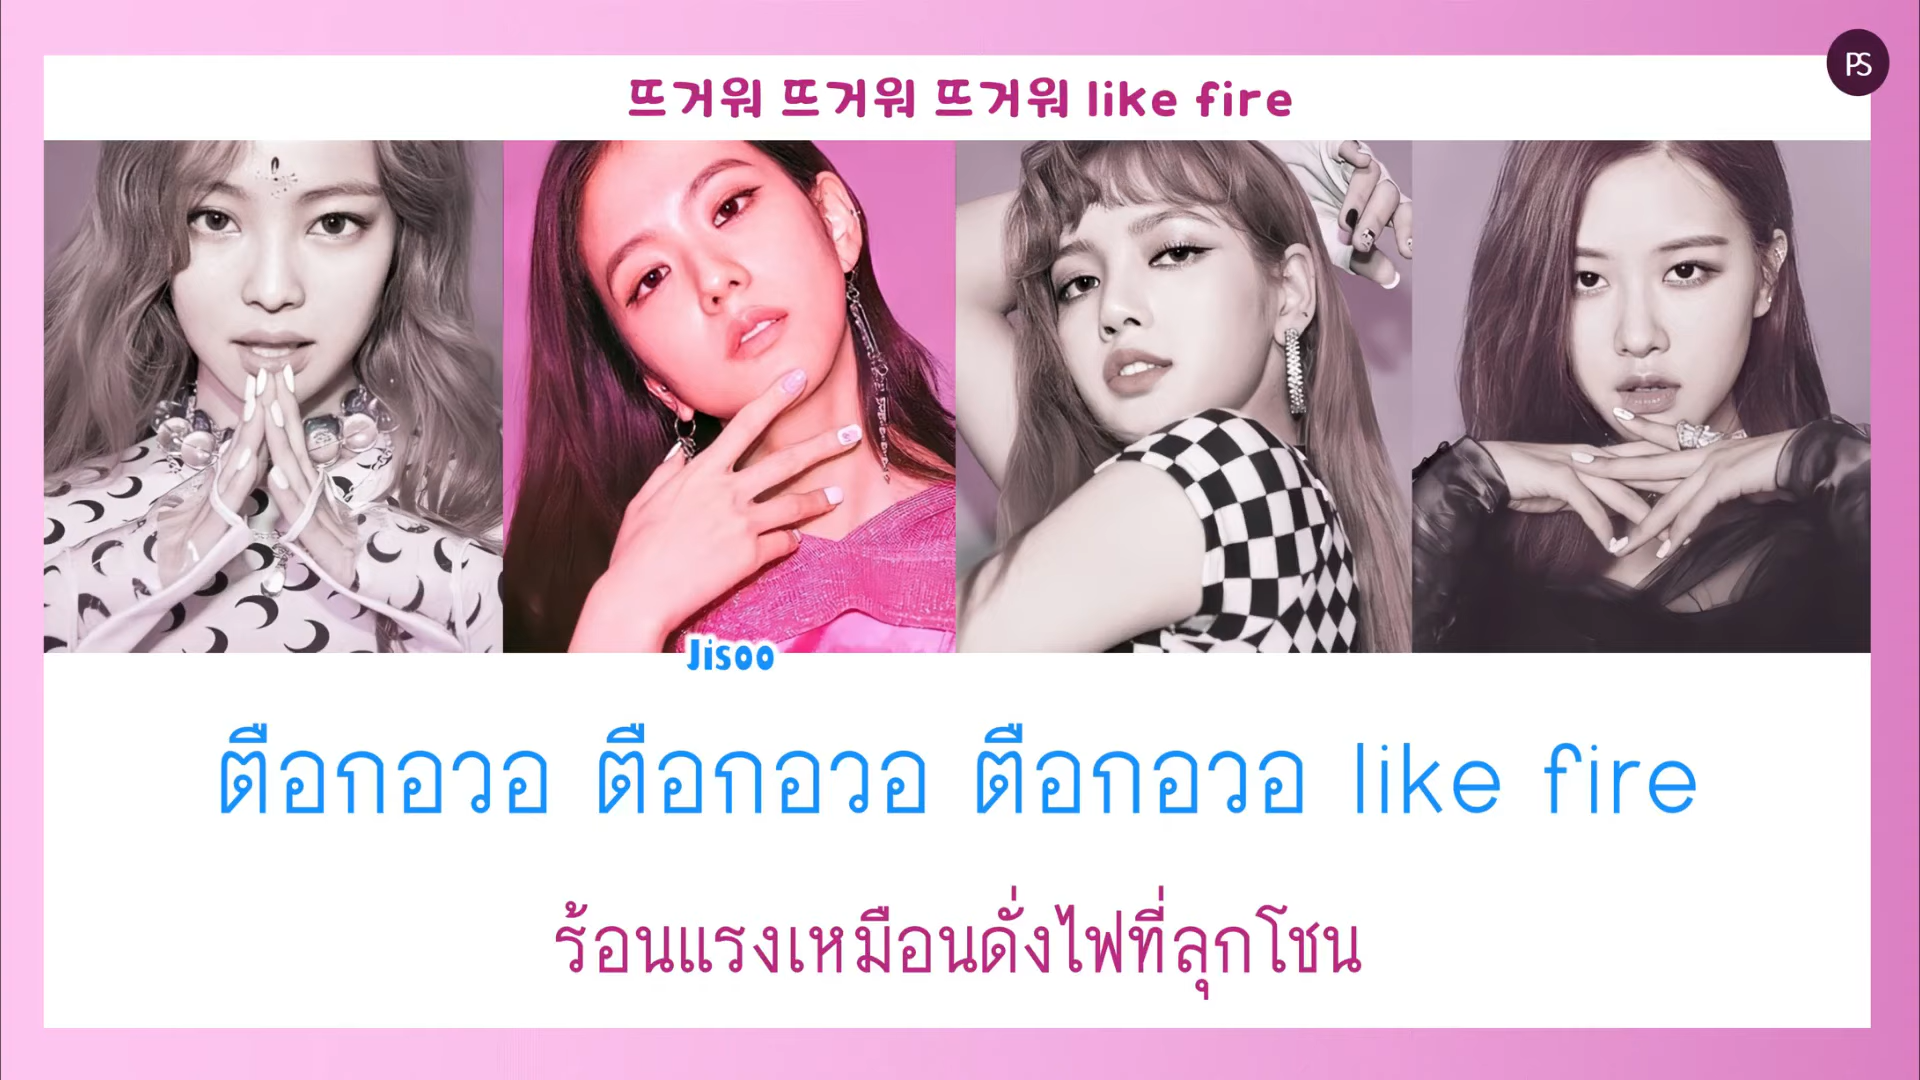 PS
뜨거워 뜨거워 뜨거워 like fire
Jisoo
ตือกอวอ ตือกอวอ ตือกอวอ like fire
ร้อนแรงเหมือนดั่งไฟที่ลุกโชน